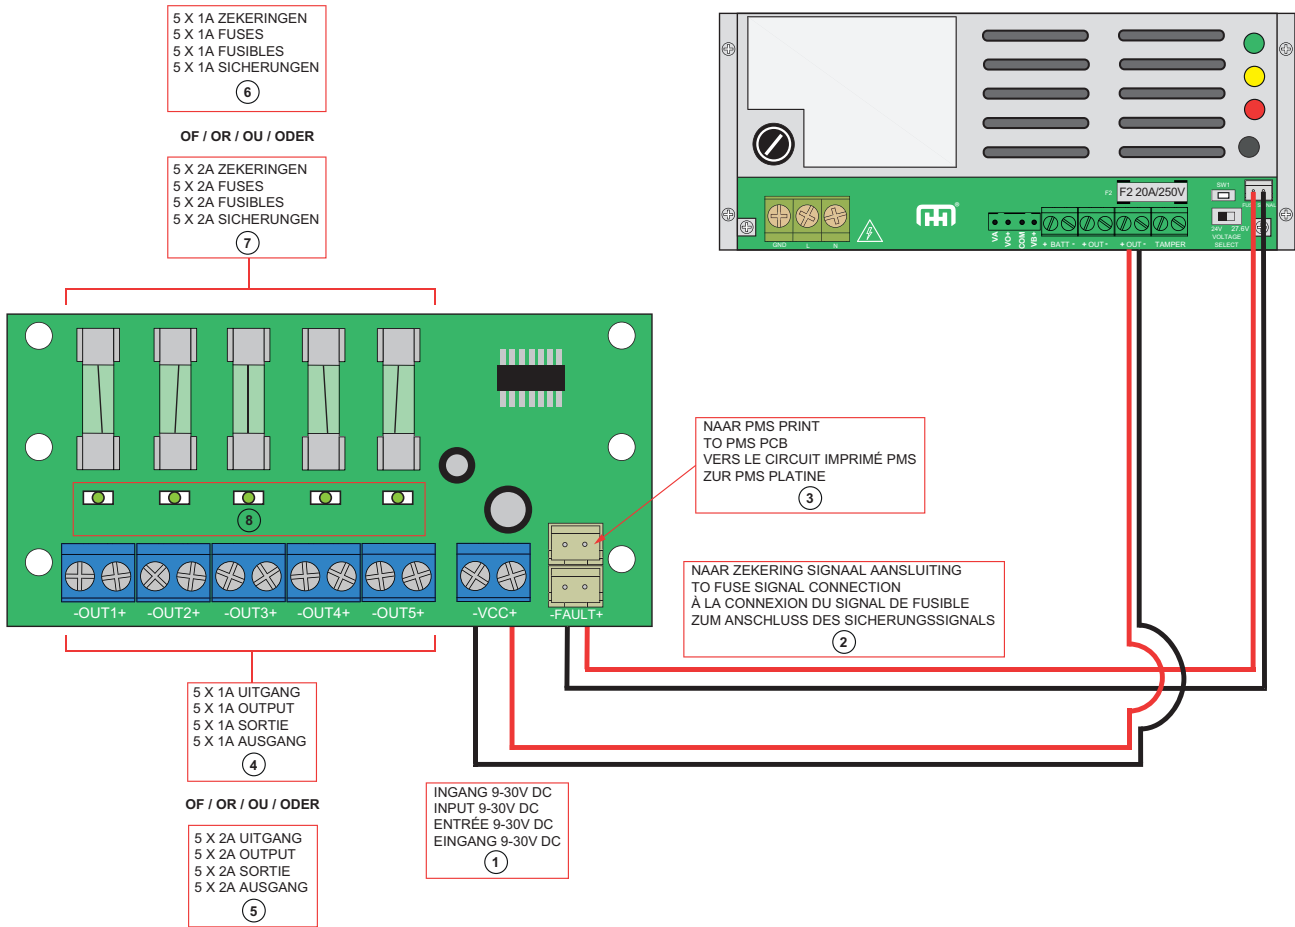 5 X 1A ZEKERINGEN
5 X 1A FUSES
5 X 1A FUSIBLES
5 X 1A SICHERUNGEN
6
OF / OR / OU / ODER
5 X 2A ZEKERINGEN
5 X 2A FUSES
5 X 2A FUSIBLES
5 X 2A SICHERUNGEN
7
F2
F2 20A/250V
SW1
FUSE SIGNAL
24V 27.6V
VOLTAGE
SELECT
GND L N
VA
VO+
COM
VB+
+ BATT - + OUT - + OUT - TAMPER
8
-OUT1+ -OUT2+ -OUT3+ -OUT4+ -OUT5+ -VCC+ -FAULT+
NAAR PMS PRINT
TO PMS PCB
VERS LE CIRCUIT IMPRIMÉ PMS
ZUR PMS PLATINE
3
NAAR ZEKERING SIGNAAL AANSLUITING
TO FUSE SIGNAL CONNECTION
À LA CONNEXION DU SIGNAL DE FUSIBLE
ZUM ANSCHLUSS DES SICHERUNGSSIGNALS
2
5 X 1A UITGANG
5 X 1A OUTPUT
5 X 1A SORTIE
5 X 1A AUSGANG
4
OF / OR / OU / ODER
5 X 2A UITGANG
5 X 2A OUTPUT
5 X 2A SORTIE
5 X 2A AUSGANG
5
INGANG 9-30V DC
INPUT 9-30V DC
ENTRÉE 9-30V DC
EINGANG 9-30V DC
1